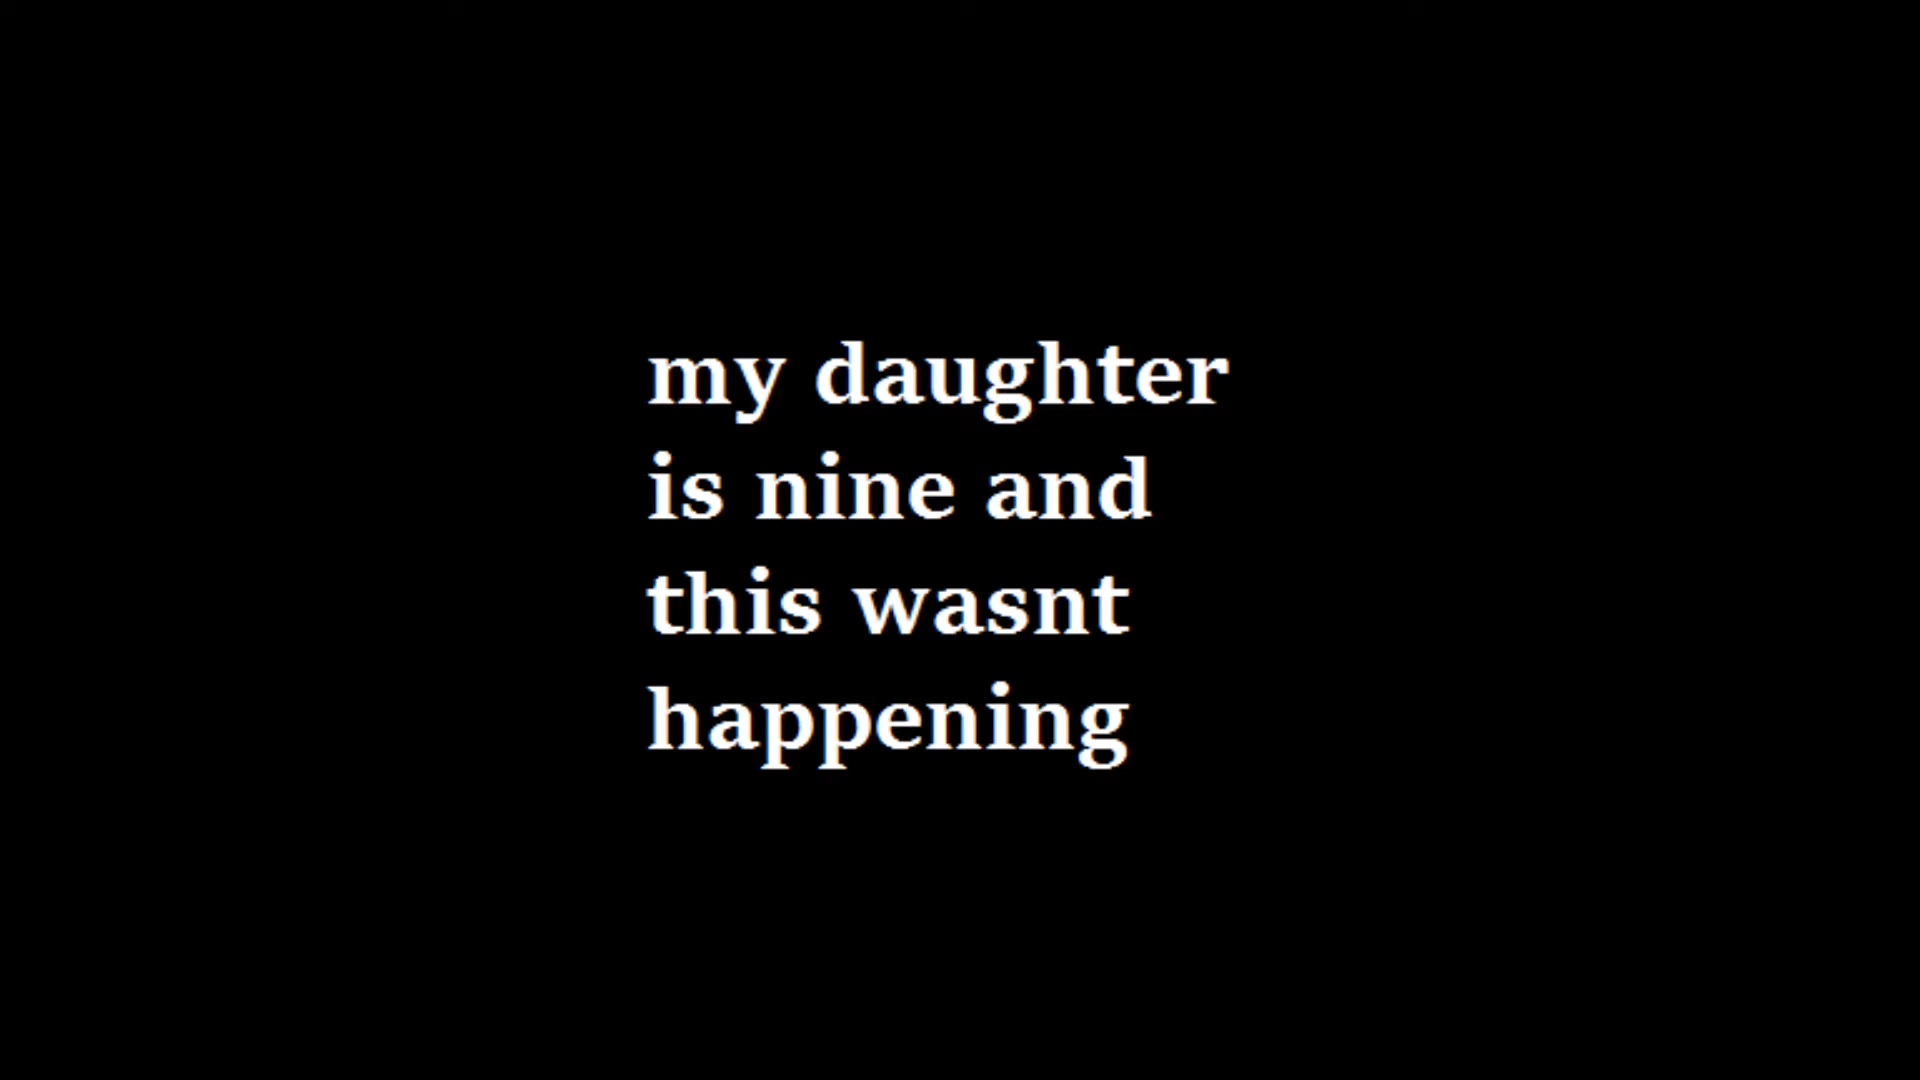 my daughter
is nine and
this wasnt
happening